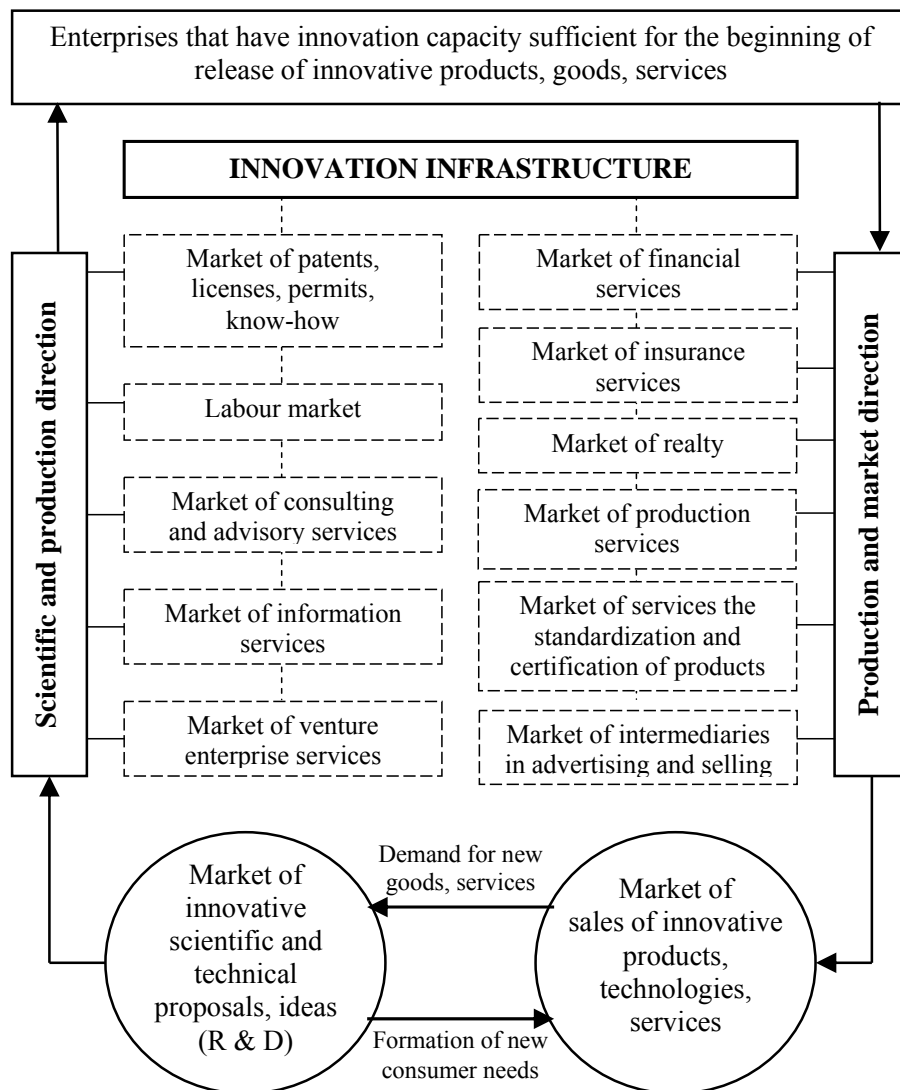 Enterprises that have innovation capacity sufficient for the beginning of
release of innovative products, goods, services
INNOVATION INFRASTRUCTURE
Scientific and production direction
Market of patents,
licenses, permits,
know-how
Labour market
Market of consulting
and advisory services
Market of information
services
Market of venture
enterprise services
Market of financial
services
Market of insurance
services
Market of realty
Market of production
services
Market of services the
standardization and
certification of products
Market of intermediaries
in advertising and selling
Production and market direction
Market of
innovative
scientific and
technical
proposals, ideas
(R & D)
Demand for new
goods, services
Formation of new
consumer needs
Market of
sales of innovative
products,
technologies,
services